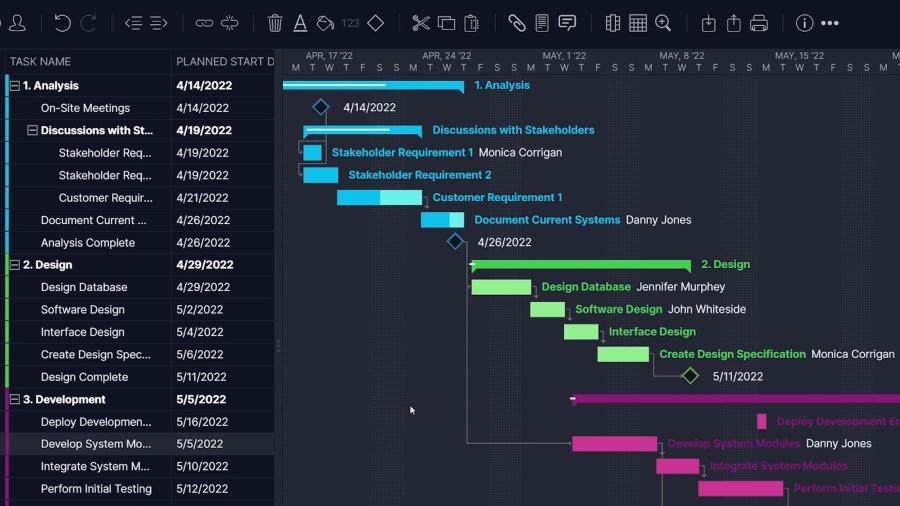 123
TASK NAME PLANNED START D
APR, 17 '22 APR, 24 '22 MAY, 1 '22 MAY, 8 '22 MAY, 15 '22 M
M T W T F S S M T W T F S S M T W T F S S M T W T F S S M T W T F S S M
1. Analysis 4/14/2022 1. Analysis
On-Site Meetings 4/14/2022 4/14/2022
Discussions with St... 4/19/2022 Discussions with Stakeholders
Stakeholder Req... 4/19/2022 Stakeholder Requirement 1 Monica Corrigan
Stakeholder Req... 4/19/2022 Stakeholder Requirement 2
Customer Requir... 4/21/2022 Customer Requirement 1
Document Current ... 4/26/2022 Document Current Systems Danny Jones
Analysis Complete 4/26/2022 4/26/2022
2. Design 4/29/2022 2. Design
Design Database 4/29/2022 Design Database Jennifer Murphey
Software Design 5/2/2022 Software Design John Whiteside
Interface Design 5/4/2022 Interface Design
Create Design Spec... 5/6/2022 Create Design Specification Monica Corrigan
Design Complete 5/11/2022 5/11/2022
3. Development 5/5/2022
Deploy Developmen... 5/16/2022 Deploy Development En
Develop System Mo... 5/5/2022 Develop System Modules Danny Jones
Integrate System M... 5/10/2022 Integrate System Modules
Perform Initial Testing 5/12/2022 Perform Initial Testin